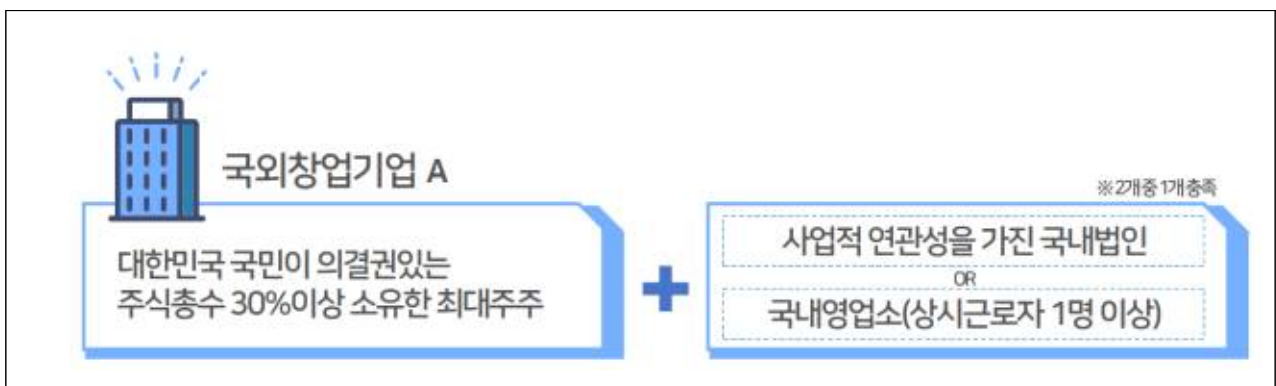 국외창업기업 A
대한민국 국민이 의결권있는
주식총수 30%이상 소유한 최대주주
※2개중 1개 충족
사업적 연관성을 가진 국내법인
OR
국내영업소(상시근로자 1명 이상)